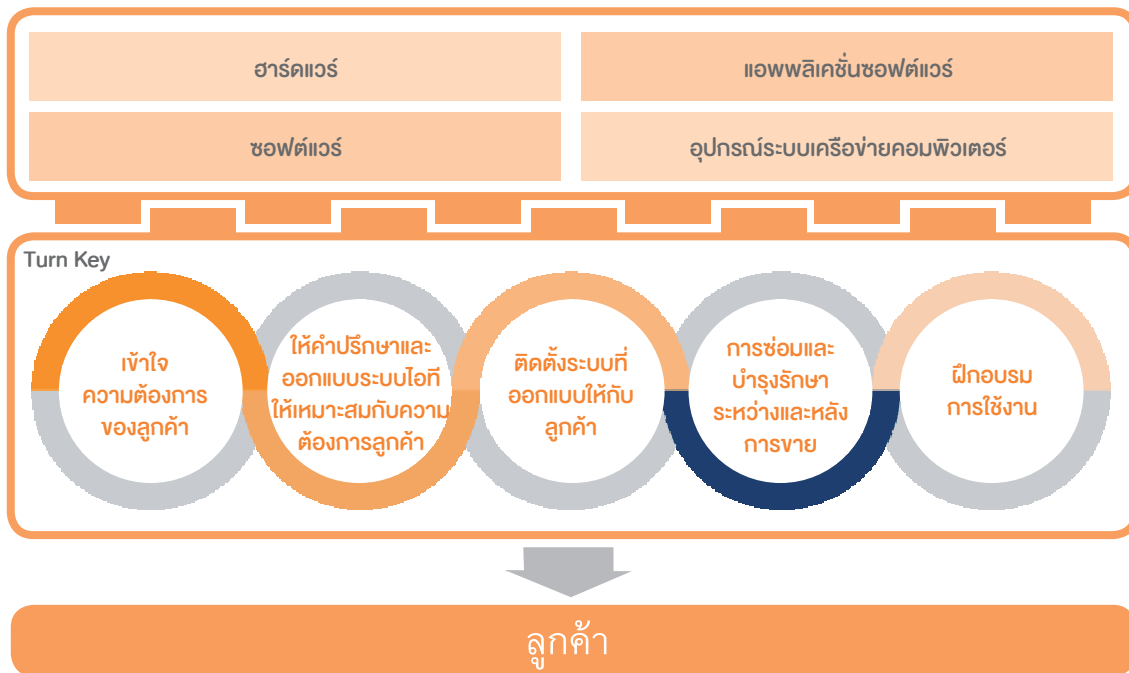 ฮาร์ดแวร์
แอพพลิเคชั่นซอฟต์แวร์
ซอฟต์แวร์
อุปกรณ์ระบบเครือข่ายคอมพิวเตอร์
Turn Key
เข้าใจ
ความต้องการ
ของลูกค้า
ให้คำปรึกษาและ
ออกแบบระบบไอที
ให้เหมาะสมกับความ
ต้องการลูกค้า
ติดตั้งระบบที่
ออกแบบให้กับ
ลูกค้า
การซ่อมและ
บำรุงรักษา
ระหว่างและหลัง
การขาย
ฝึกอบรม
การใช้งาน
ลูกค้า